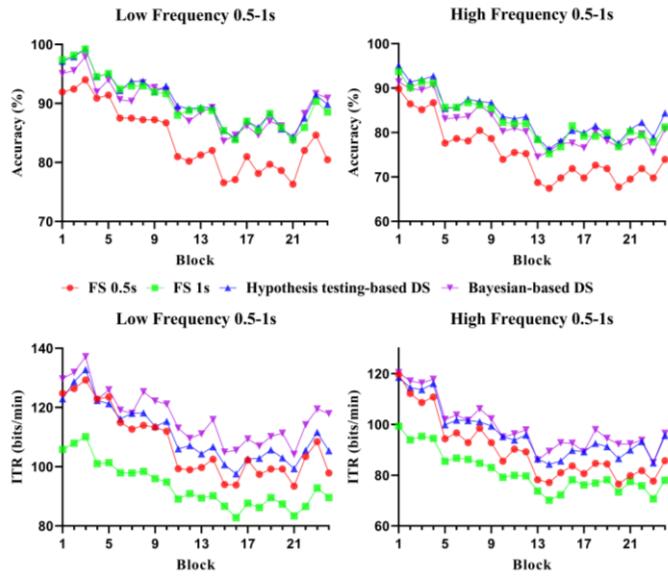 Low Frequency 0.5-1s
High Frequency 0.5-1s
Accuracy (%)
100
90
80
70
1 5 9 13 17 21
Block
Accuracy (%)
100
90
80
70
60
1 5 9 13 17 21
Block
FS 0.5s FS 1s Hypothesis testing-based DS Bayesian-based DS
Low Frequency 0.5-1s
High Frequency 0.5-1s
ITR (bits/min)
140
120
100
80
1 5 9 13 17 21
Block
ITR (bits/min)
120
100
80
60
1 5 9 13 17 21
Block